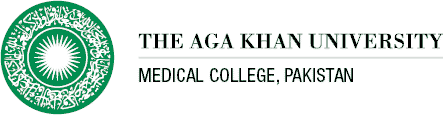 THE AGA KHAN UNIVERSITY
MEDICAL COLLEGE, PAKISTAN